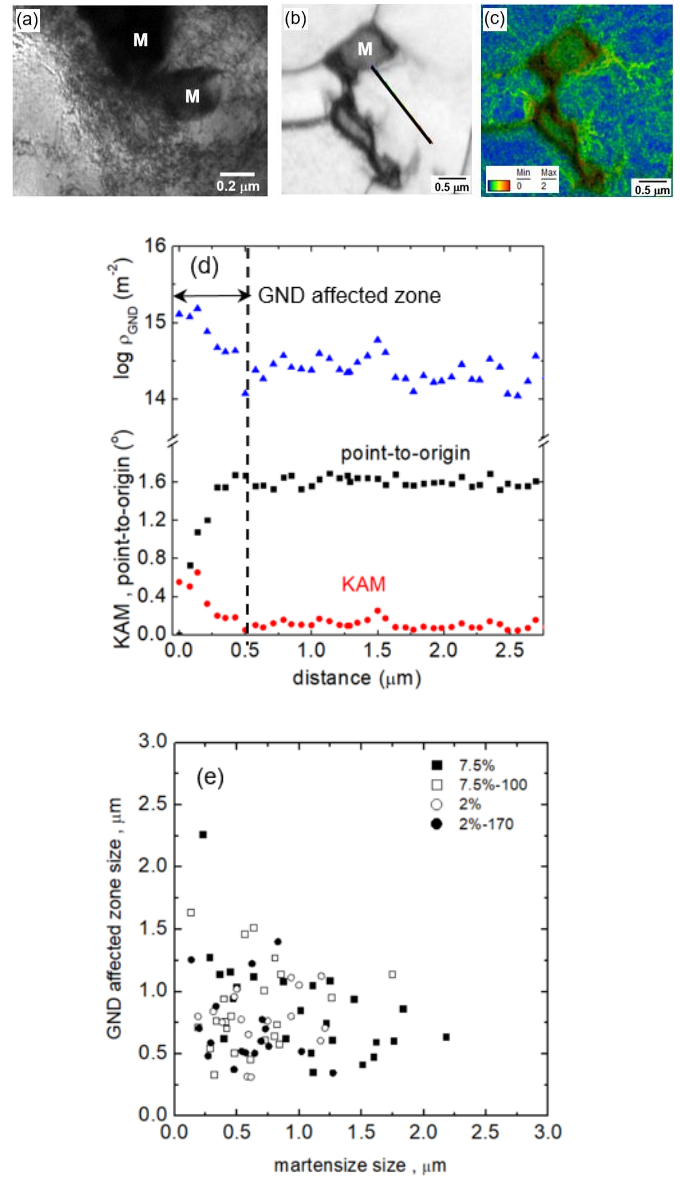 (a)
M
M
0.2 μm
(b)
M
0.5 μm
(c)
Min Max
0 2
0.5 μm
(d)
GND affected zone
log ρGND (m-2)
16
15
14
KAM , point-to-origin (°)
point-to-origin
1.6
1.2
0.8
KAM
0.4
0.0
0.0 0.5 1.0 1.5 2.0 2.5
distance (μm)
(e)
7.5%
7.5%-100
2%
2%-170
GND affected zone size , μm
3.0
2.5
2.0
1.5
1.0
0.5
0.0
0.0 0.5 1.0 1.5 2.0 2.5 3.0
martensize size , μm